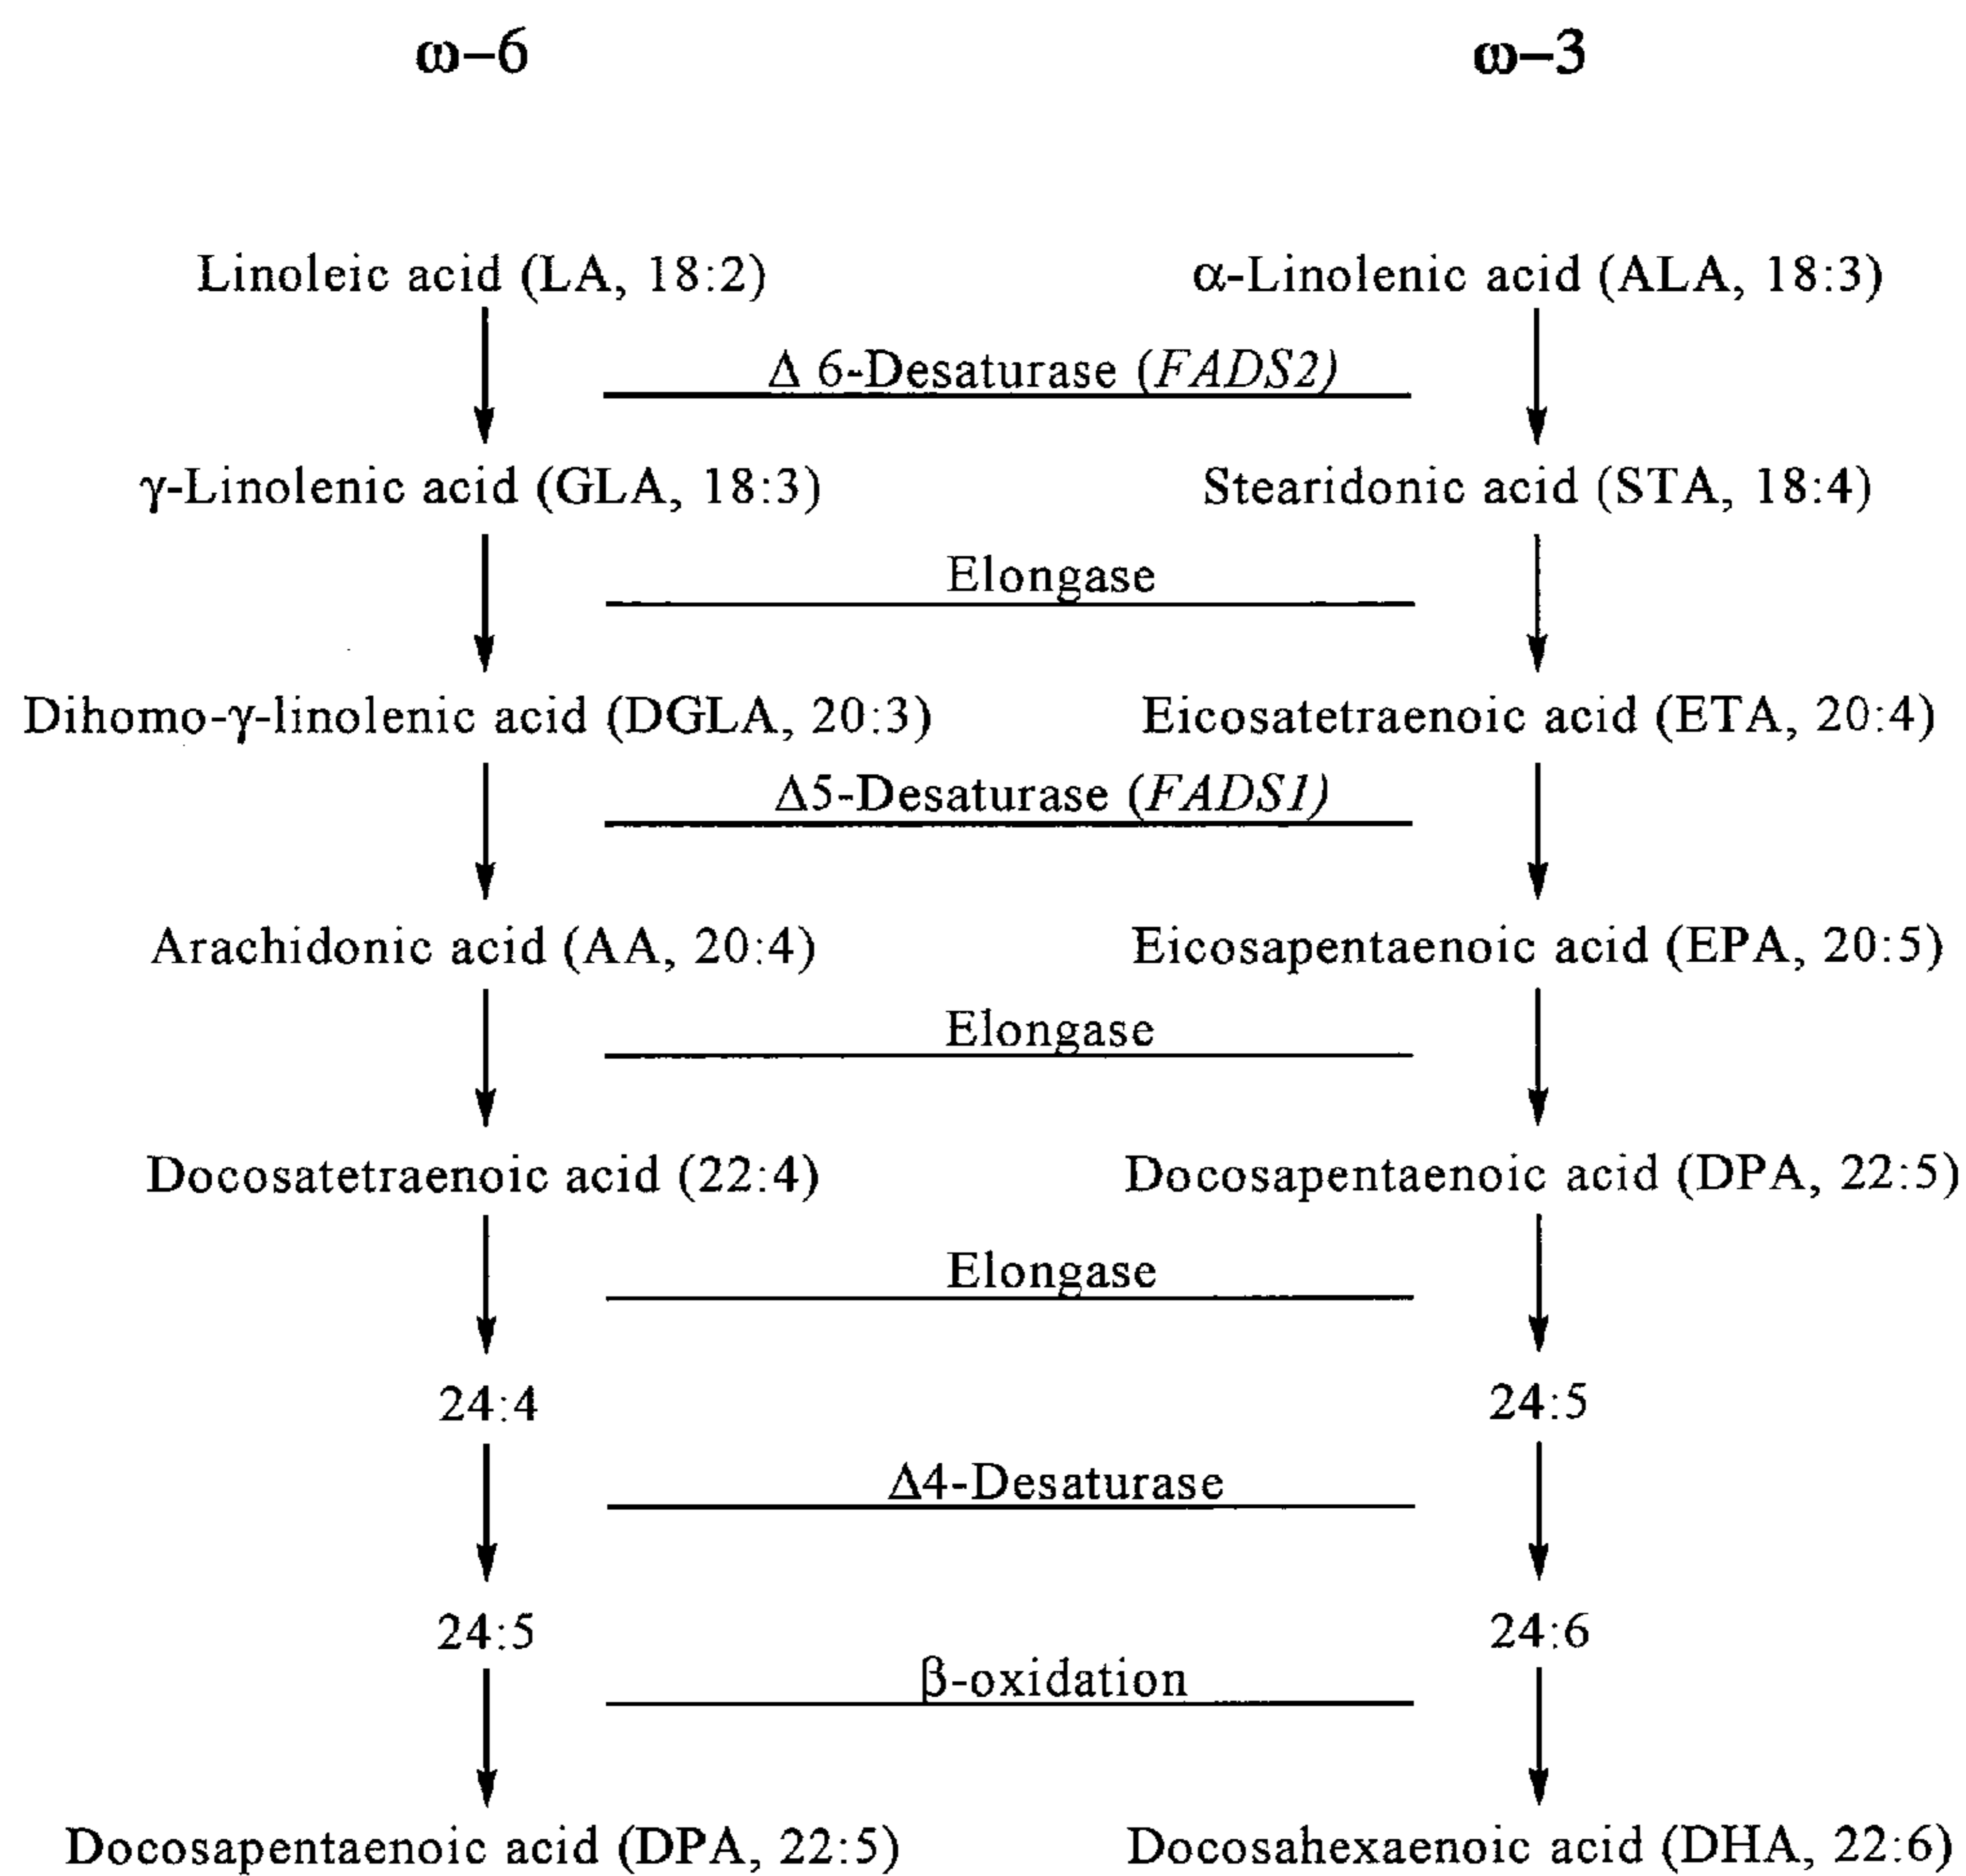 ω–6 ω–3
Linoleic acid (LA, 18:2) α-Linolenic acid (ALA, 18:3)
Δ 6-Desaturase (FADS2)
γ-Linolenic acid (GLA, 18:3) Stearidonic acid (STA, 18:4)
Elongase
Dihomo-γ-linolenic acid (DGLA, 20:3) Eicosatetraenoic acid (ETA, 20:4)
Δ5-Desaturase (FADS1)
Arachidonic acid (AA, 20:4) Eicosapentaenoic acid (EPA, 20:5)
Elongase
Docosatetraenoic acid (22:4) Docosapentaenoic acid (DPA, 22:5)
Elongase
24:4 24:5
Δ4-Desaturase
24:5 24:6
β-oxidation
Docosapentaenoic acid (DPA, 22:5) Docosahexaenoic acid (DHA, 22:6)